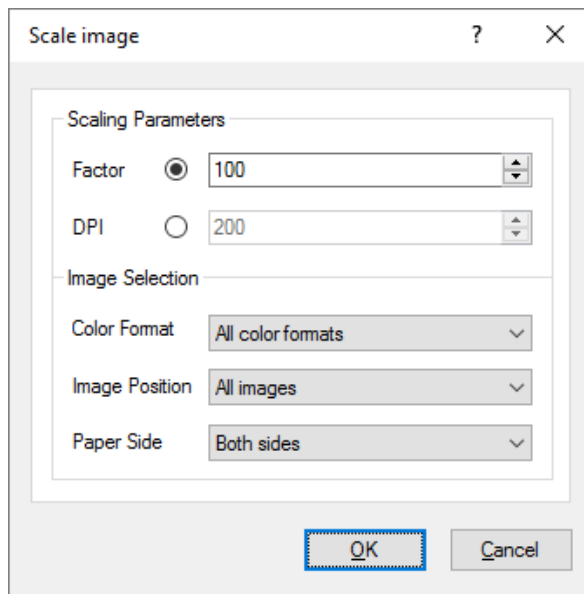 Scale image ?
Scaling Parameters
Factor 100
DPI 200
Image Selection
Color Format All color formats
Image Position All images
Paper Side Both sides
OK Cancel